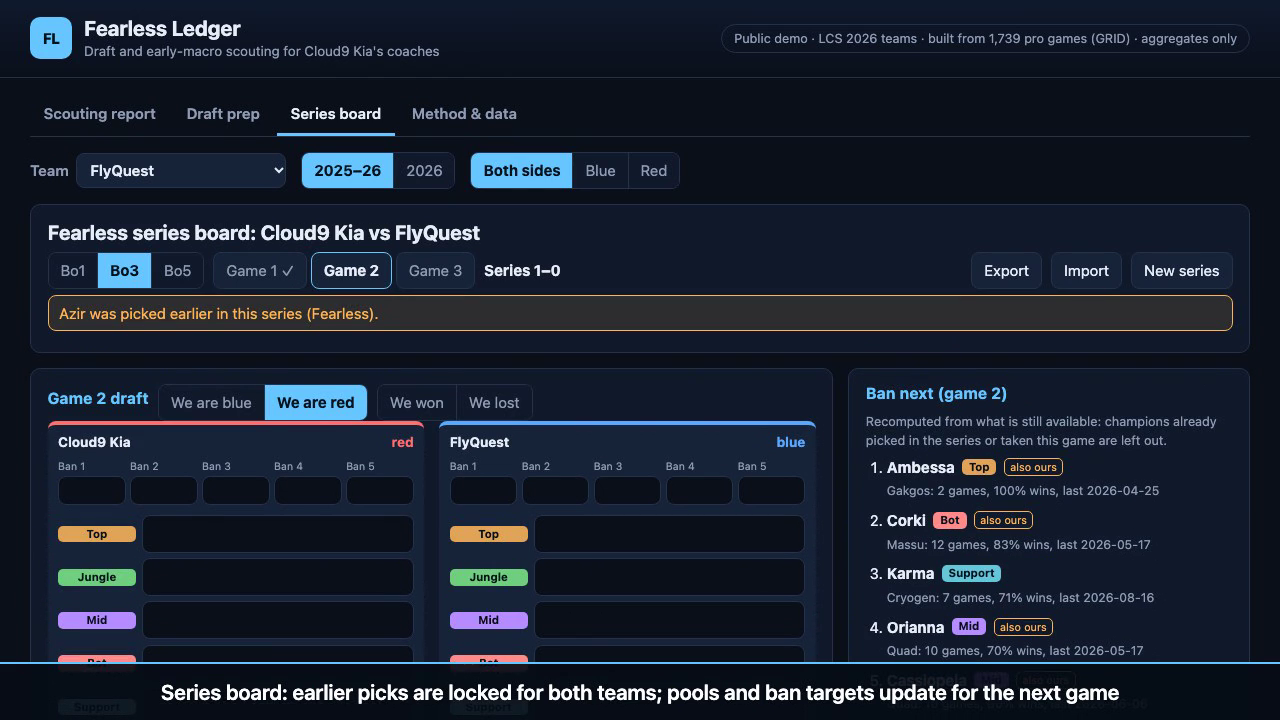 FL
Fearless Ledger
Draft and early-macro scouting for Cloud9 Kia's coaches
Public demo · LCS 2026 teams · built from 1,739 pro games (GRID) · aggregates only
Scouting report Draft prep Series board Method & data
Team FlyQuest 2025–26 2026 Both sides Blue Red
Fearless series board: Cloud9 Kia vs FlyQuest
Bo1 Bo3 Bo5 Game 1 ✓ Game 2 Game 3 Series 1–0 Export Import New series
Azir was picked earlier in this series (Fearless).
Game 2 draft We are blue We are red We won We lost
Cloud9 Kia red
Ban 1 Ban 2 Ban 3 Ban 4 Ban 5
Top
Jungle
Mid
Bot
Support
FlyQuest blue
Ban 1 Ban 2 Ban 3 Ban 4 Ban 5
Top
Jungle
Mid
Bot
Support
Ban next (game 2)
Recomputed from what is still available: champions already
picked in the series or taken this game are left out.
1. Ambessa Top also ours
Gakgos: 2 games, 100% wins, last 2026-04-25
2. Corki Bot also ours
Massu: 12 games, 83% wins, last 2026-05-17
3. Karma Support
Cryogen: 7 games, 71% wins, last 2026-08-16
4. Orianna Mid also ours
Quad: 10 games, 70% wins, last 2026-05-17
5. Cassiopeia Mid also ours
Series board: earlier picks are locked for both teams; pools and ban targets update for the next game